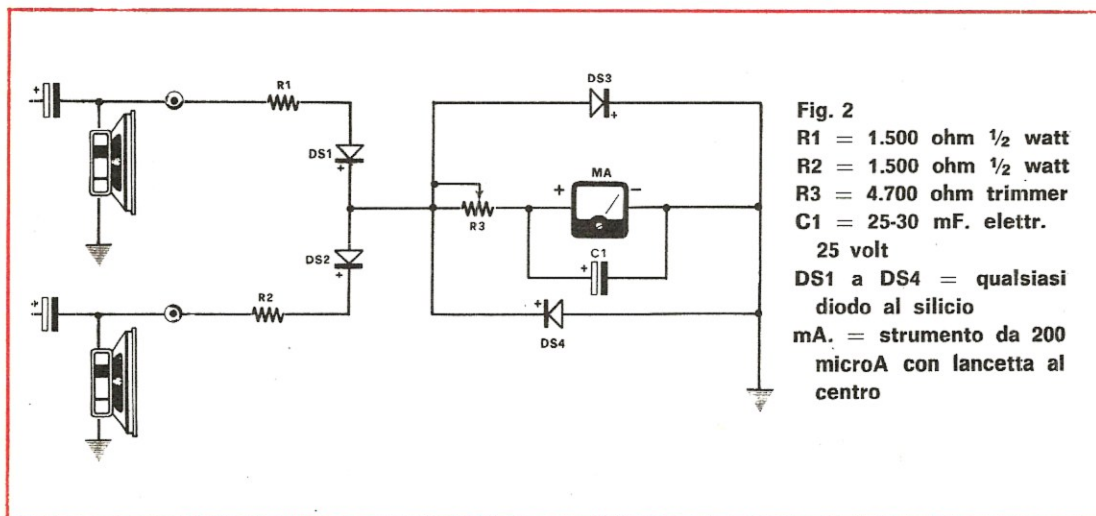 R1
DS1
+
DS2
+
R2
+
+
DS3
+
+ MA -
R3
C1
+
+
DS4
Fig. 2
R1 = 1.500 ohm ½ watt
R2 = 1.500 ohm ½ watt
R3 = 4.700 ohm trimmer
C1 = 25-30 mF. elettr.
25 volt
DS1 a DS4 = qualsiasi
diodo al silicio
mA. = strumento da 200
microA con lancetta al
centro